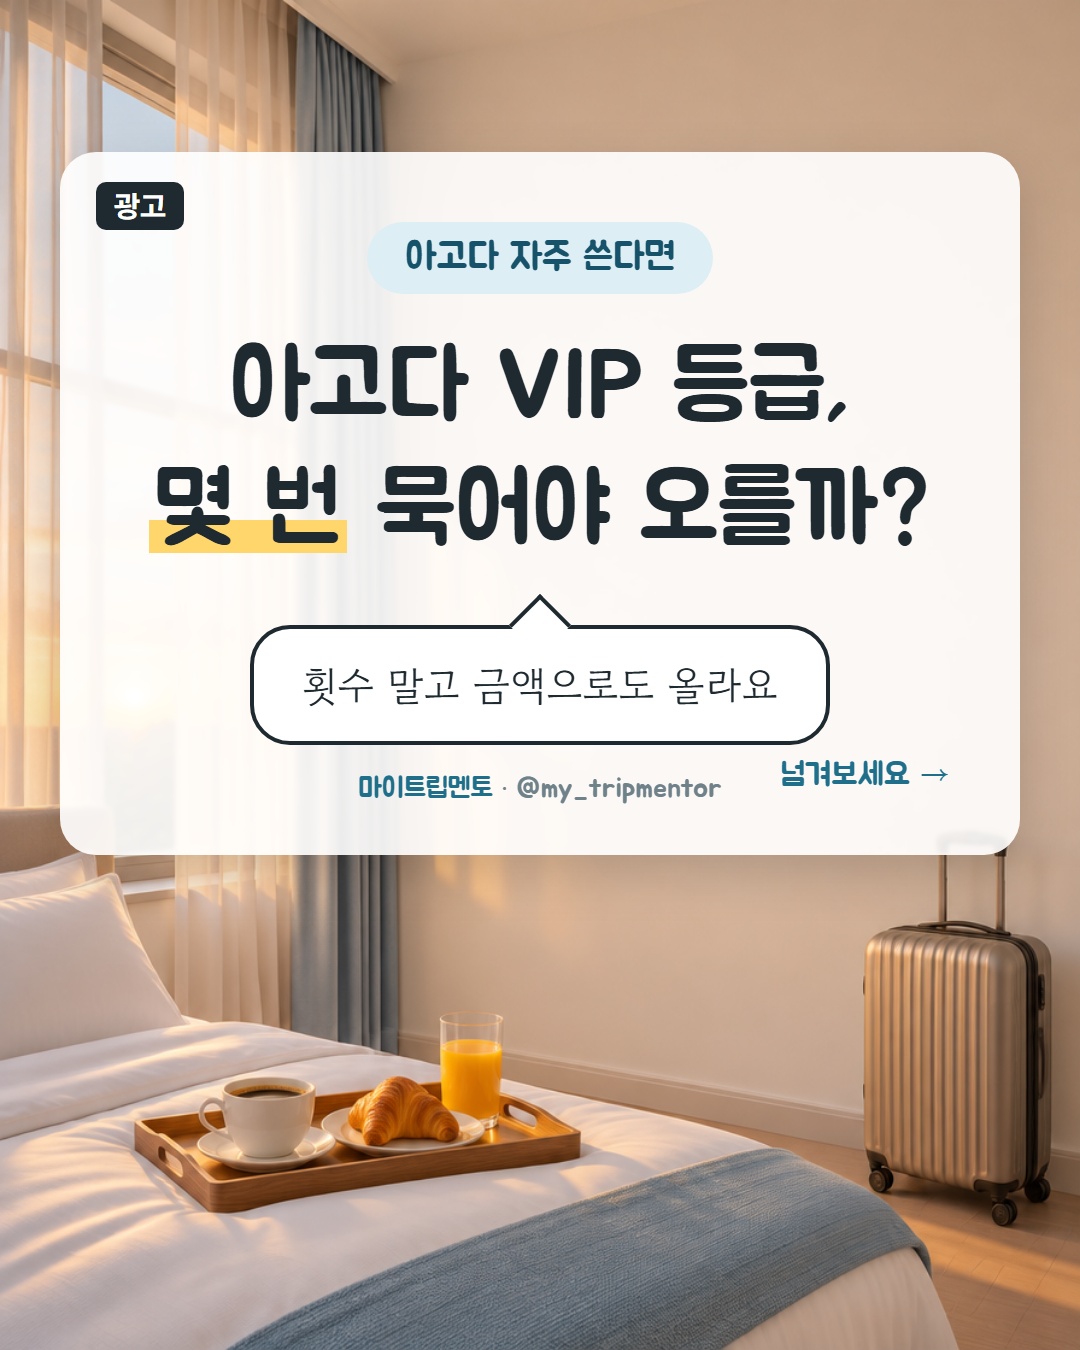 광고
아고다 자주 쓴다면
아고다 VIP 등급,
몇 번 묵어야 오를까?
횟수 말고 금액으로도 올라요
넘겨보세요 →
마이트립멘토 · @my_tripmentor